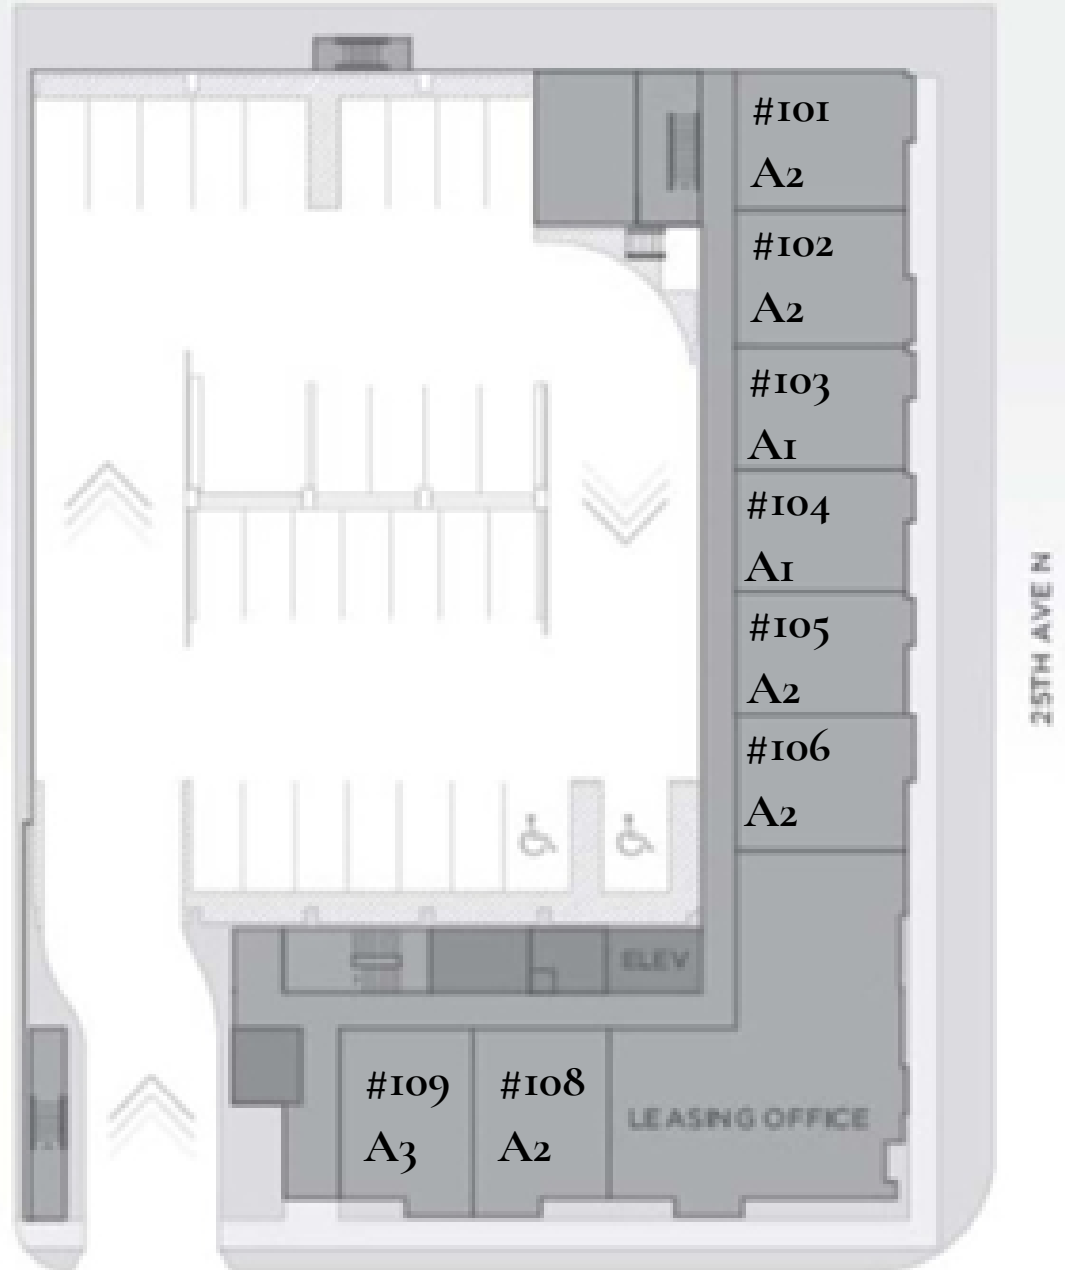 #101
A2
#102
A2
#103
A1
#104
A1
#105
A2
#106
A2
25TH AVE N
ELEV
#109
A3
#108
A2
LEASING OFFICE